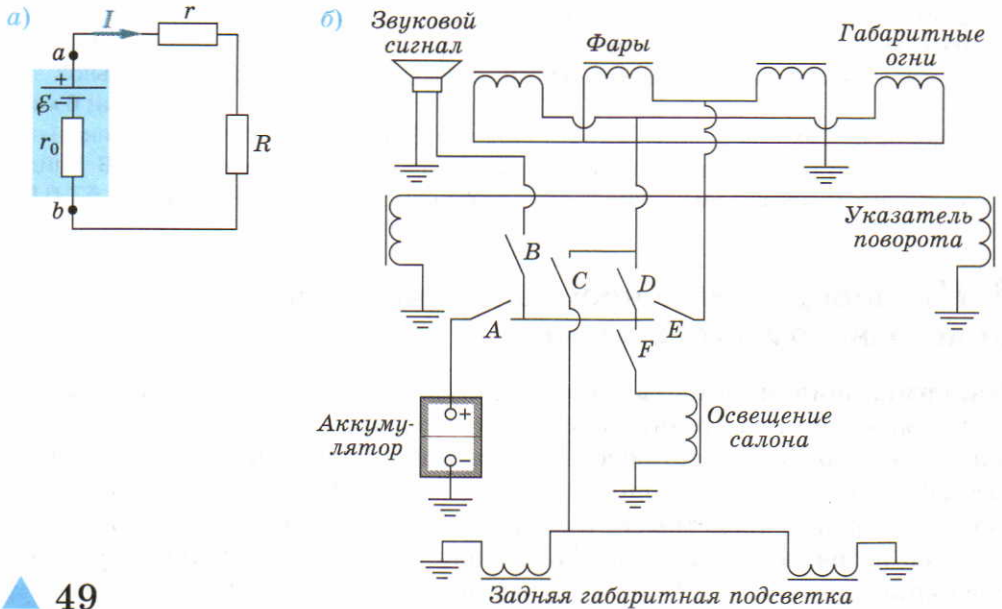 а)
I
r
a
+
ℰ
−
r₀
R
b
б)
Звуковой
сигнал
Фары
Габаритные
огни
Указатель
поворота
B
C
D
A
E
F
Аккуму-
лятор
+
−
Освещение
салона
Задняя габаритная подсветка
49